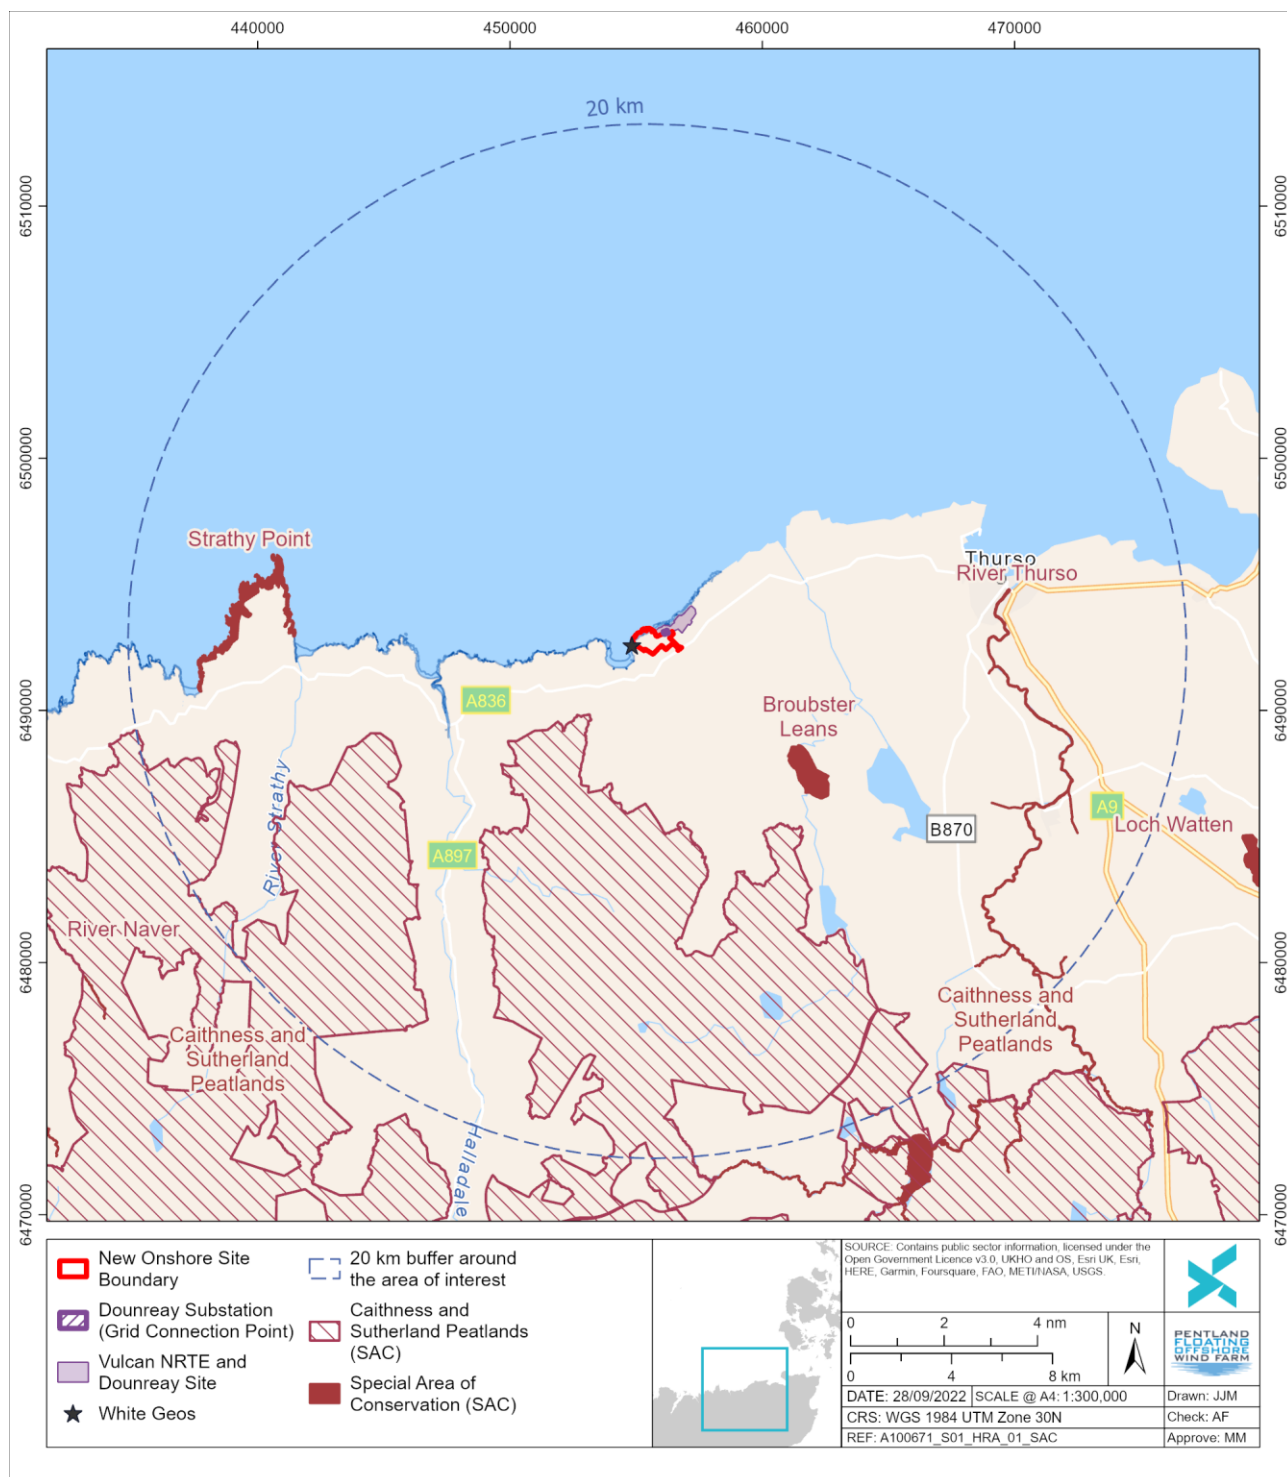 440000
450000
460000
470000
20 km
6510000
6510000
6500000
6500000
Strathy Point
Thurso
River Thurso
6490000
6490000
A836
Broubster
Leans
River Strathy
A9
Loch Watten
B870
A897
River Naver
6480000
6480000
Caithness and
Sutherland
Peatlands
Caithness and
Sutherland
Peatlands
Halladale
6470000
6470000
New Onshore Site
Boundary
Dounreay Substation
(Grid Connection Point)
Vulcan NRTE and
Dounreay Site
White Geos
20 km buffer around
the area of interest
Caithness and
Sutherland Peatlands
(SAC)
Special Area of
Conservation (SAC)
SOURCE: Contains public sector information, licensed under the
Open Government Licence v3.0, UKHO and OS, Esri UK, Esri,
HERE, Garmin, Foursquare, FAO, METI/NASA, USGS.
0 2 4 nm
0 4 8 km
N
PENTLAND
FLOATING
OFFSHORE
WIND FARM
DATE: 28/09/2022 SCALE @ A4: 1:300,000 Drawn: JJM
CRS: WGS 1984 UTM Zone 30N Check: AF
REF: A100671_S01_HRA_01_SAC Approve: MM